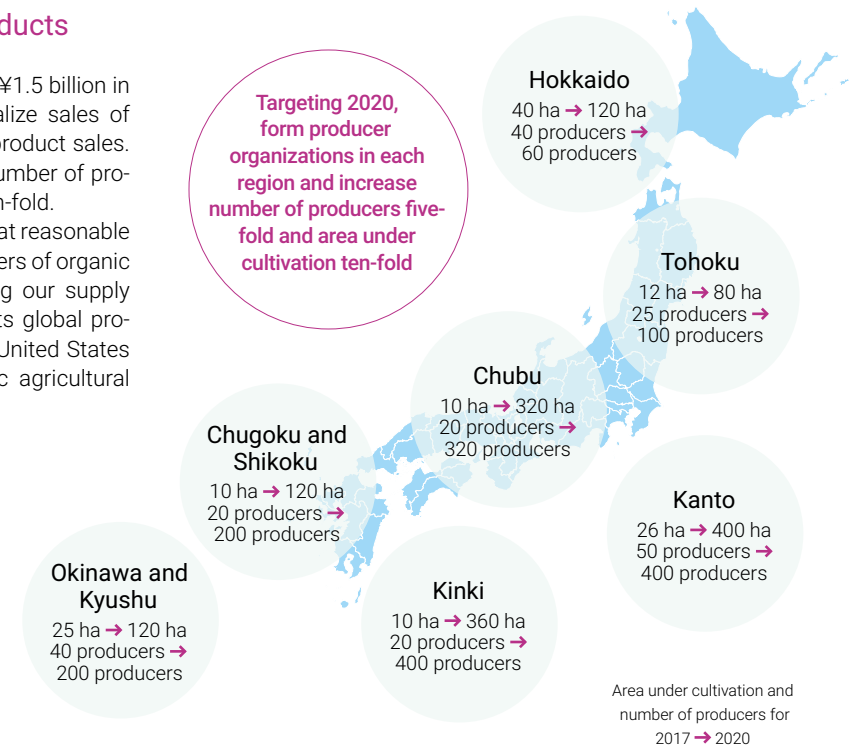 ducts
¥1.5 billion in
alize sales of
product sales.
umber of pro-
n-fold.
at reasonable
ers of organic
g our supply
ts global pro-
United States
c agricultural
Targeting 2020,
form producer
organizations in each
region and increase
number of producers five-
fold and area under
cultivation ten-fold
Hokkaido
40 ha → 120 ha
40 producers →
60 producers
Tohoku
12 ha → 80 ha
25 producers →
100 producers
Chubu
10 ha → 320 ha
20 producers →
320 producers
Chugoku and
Shikoku
10 ha → 120 ha
20 producers →
200 producers
Kanto
26 ha → 400 ha
50 producers →
400 producers
Okinawa and
Kyushu
25 ha → 120 ha
40 producers →
200 producers
Kinki
10 ha → 360 ha
20 producers →
400 producers
Area under cultivation and
number of producers for
2017 → 2020